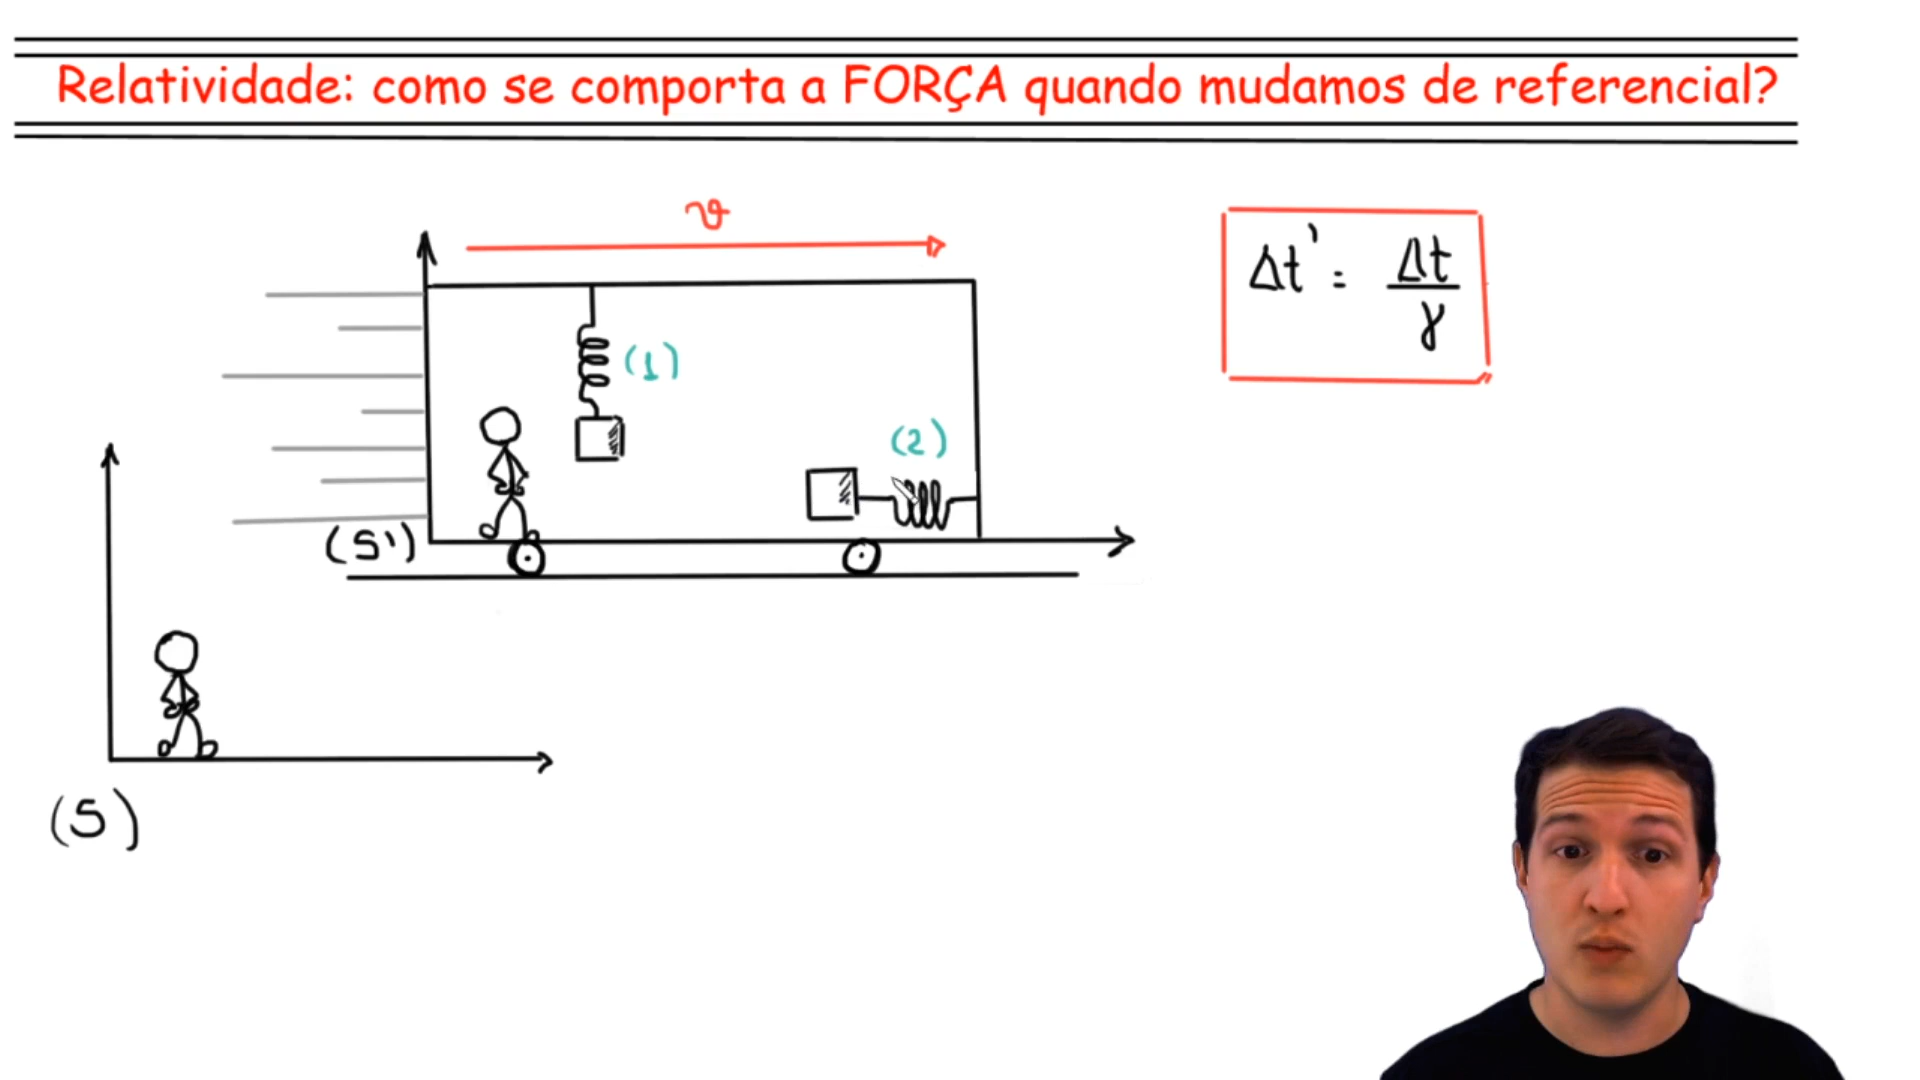 Relatividade: como se comporta a FORÇA quando mudamos de referencial?
v
Δt' = Δt/γ
(1)
(2)
(S')
(S)